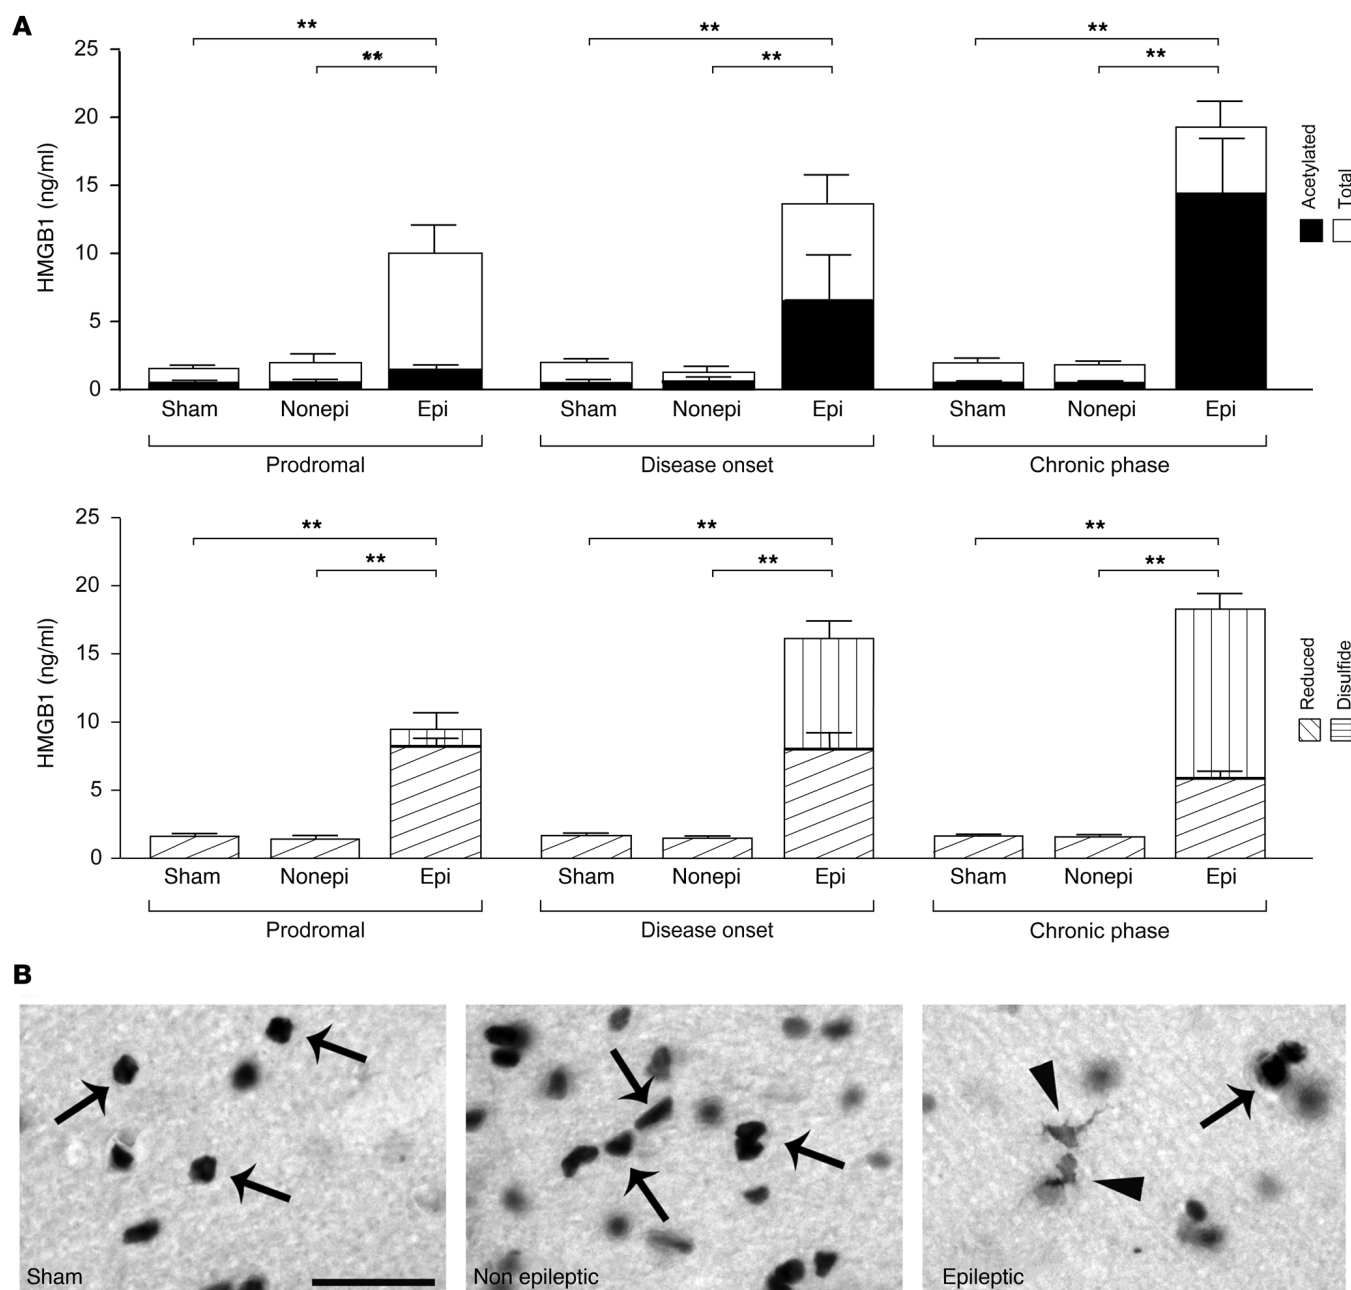 A
** ** **
** ** **
25
20
15
10
5
0
HMGB1 (ng/ml)
Acetylated
Total
Sham Nonepi Epi Sham Nonepi Epi Sham Nonepi Epi
Prodromal Disease onset Chronic phase
25
20
15
10
5
0
HMGB1 (ng/ml)
** ** **
** ** **
Reduced
Disulfide
Sham Nonepi Epi Sham Nonepi Epi Sham Nonepi Epi
Prodromal Disease onset Chronic phase
B
Sham
Non epileptic
Epileptic